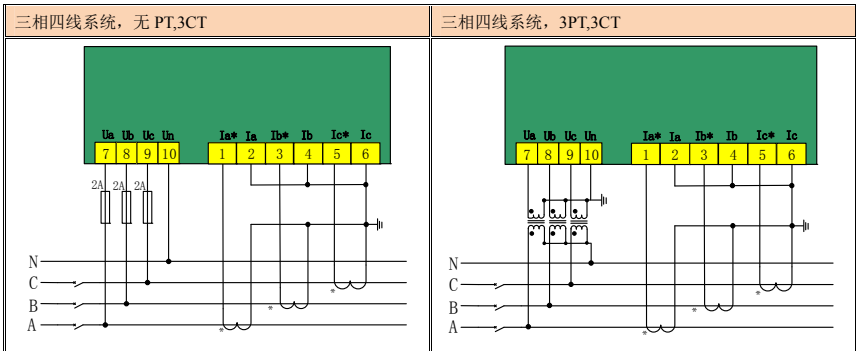 三相四线系统，无 PT,3CT
三相四线系统，3PT,3CT
Ua Ub Uc Un Ia* Ia Ib* Ib Ic* Ic
7 8 9 10 1 2 3 4 5 6
2A 2A 2A
N
C
*
B
*
A
*
Ua Ub Uc Un Ia* Ia Ib* Ib Ic* Ic
7 8 9 10 1 2 3 4 5 6
N
C
*
B
*
A
*